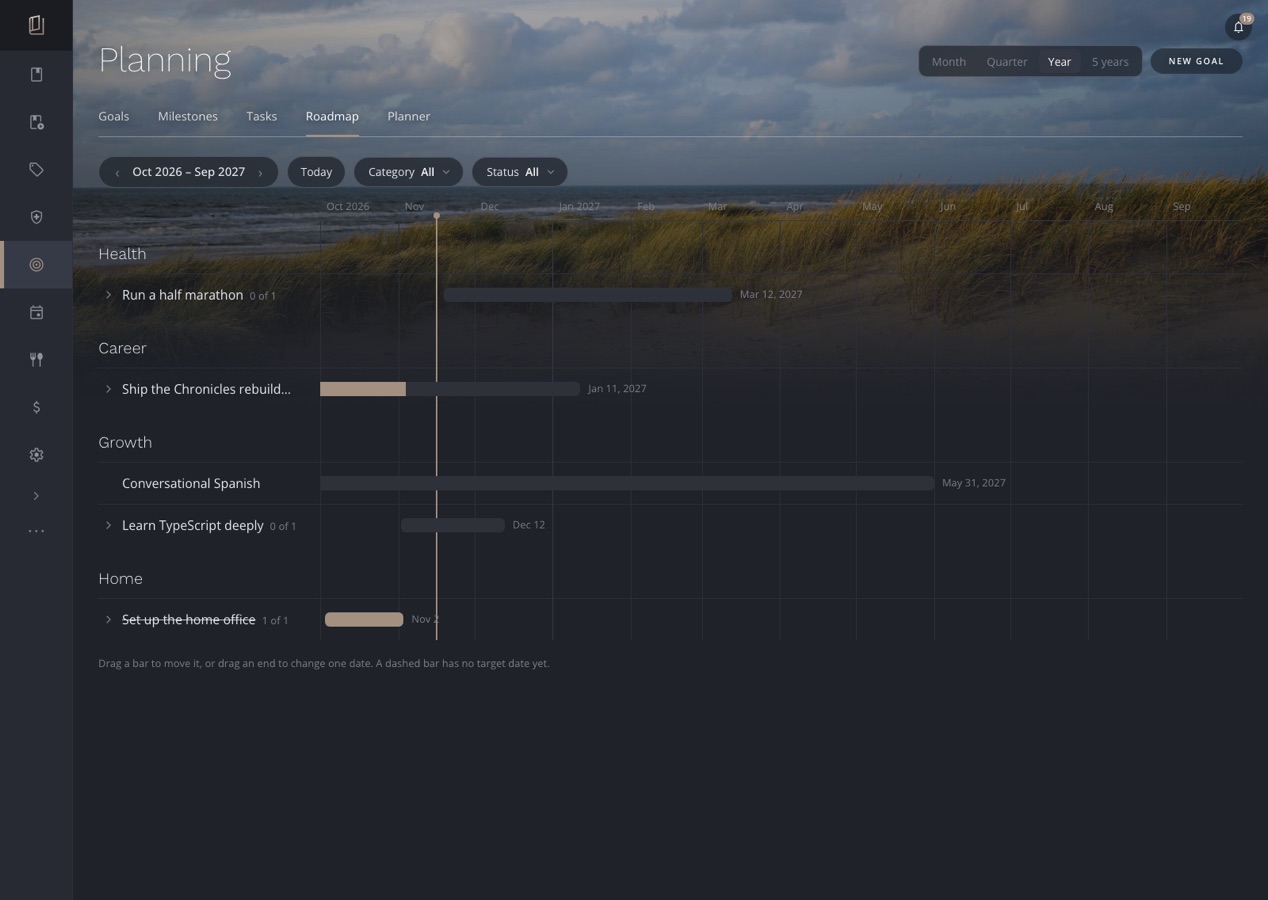 19
Planning
Month Quarter Year 5 years NEW GOAL
Goals Milestones Tasks Roadmap Planner
‹ Oct 2026 – Sep 2027 › Today Category All Status All
Oct 2026 Nov Dec Jan 2027 Feb Mar Apr May Jun Jul Aug Sep
Health
Run a half marathon 0 of 1 Mar 12, 2027
Career
Ship the Chronicles rebuild... Jan 11, 2027
Growth
Conversational Spanish May 31, 2027
Learn TypeScript deeply 0 of 1 Dec 12
Home
Set up the home office 1 of 1 Nov 2
Drag a bar to move it, or drag an end to change one date. A dashed bar has no target date yet.